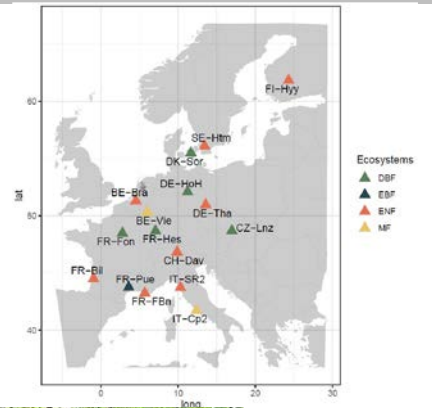 60
FI-Hyy
SE-Htm
DK-Sor
Ecosystems
DBF
EBF
ENF
MF
lat
DE-HoH
BE-Bra
DE-Tha
50
BE-Vie
CZ-Lnz
FR-Fon
FR-Hes
CH-Dav
FR-Bil
FR-Pue
IT-SR2
FR-FBn
IT-Cp2
40
0
10
20
30
long